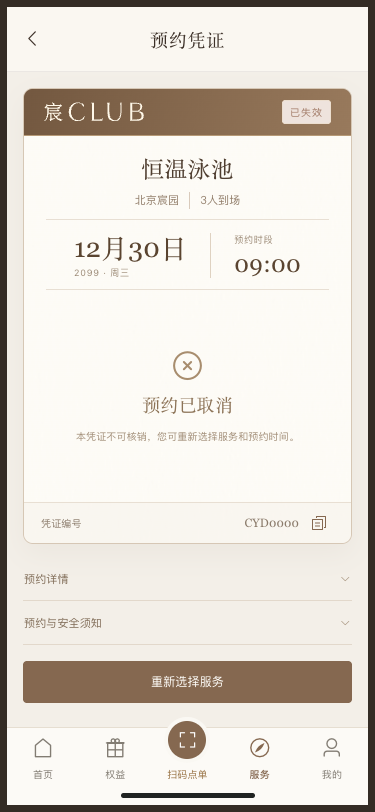 预约凭证
宸CLUB
已失效
恒温泳池
北京宸园 3人到场
12月30日
2099 · 周三
预约时段
09:00
预约已取消
本凭证不可核销，您可重新选择服务和预约时间。
凭证编号
CYD0000
预约详情
预约与安全须知
重新选择服务
首页
权益
扫码点单
服务
我的